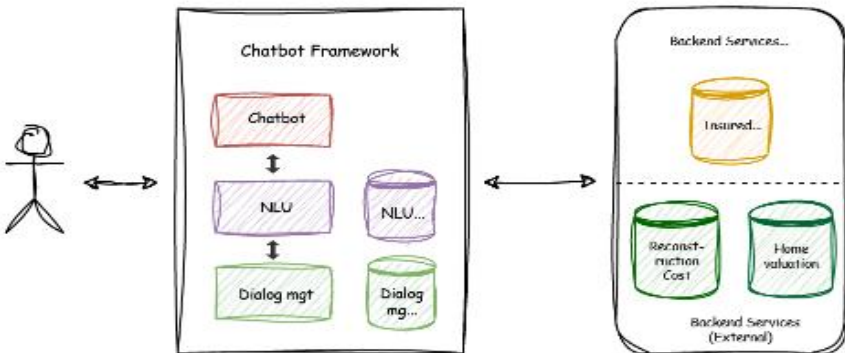 Chatbot Framework
Backend Services...
Chatbot
Insured...
NLU
NLU...
Reconst-
ruction
Cost
Home
valuation
Dialog mgt
Dialog
mg...
Backend Services
(External)